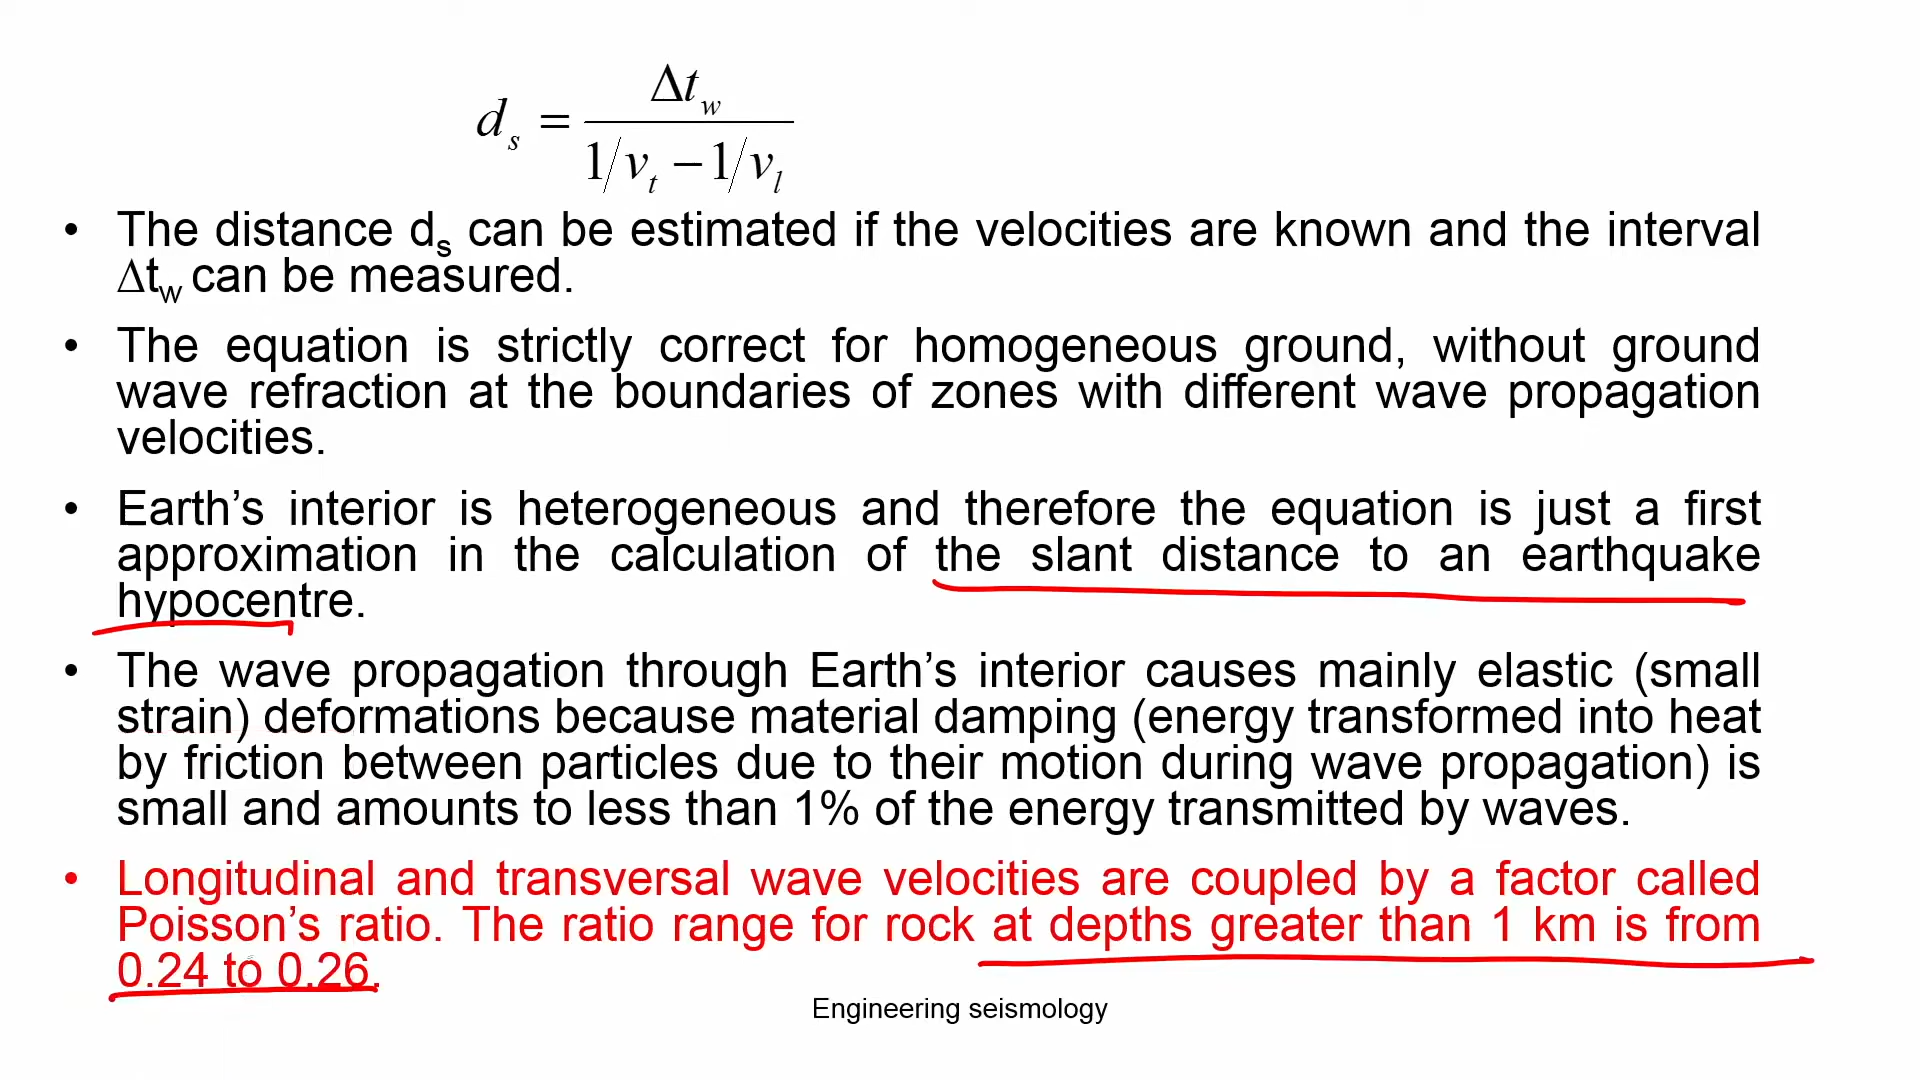 d_s = Δt_w / (1/v_t − 1/v_l)
• The distance d_s can be estimated if the velocities are known and the interval
Δt_w can be measured.
• The equation is strictly correct for homogeneous ground, without ground
wave refraction at the boundaries of zones with different wave propagation
velocities.
• Earth’s interior is heterogeneous and therefore the equation is just a first
approximation in the calculation of the slant distance to an earthquake
hypocentre.
• The wave propagation through Earth’s interior causes mainly elastic (small
strain) deformations because material damping (energy transformed into heat
by friction between particles due to their motion during wave propagation) is
small and amounts to less than 1% of the energy transmitted by waves.
• Longitudinal and transversal wave velocities are coupled by a factor called
Poisson’s ratio. The ratio range for rock at depths greater than 1 km is from
0.24 to 0.26.
Engineering seismology